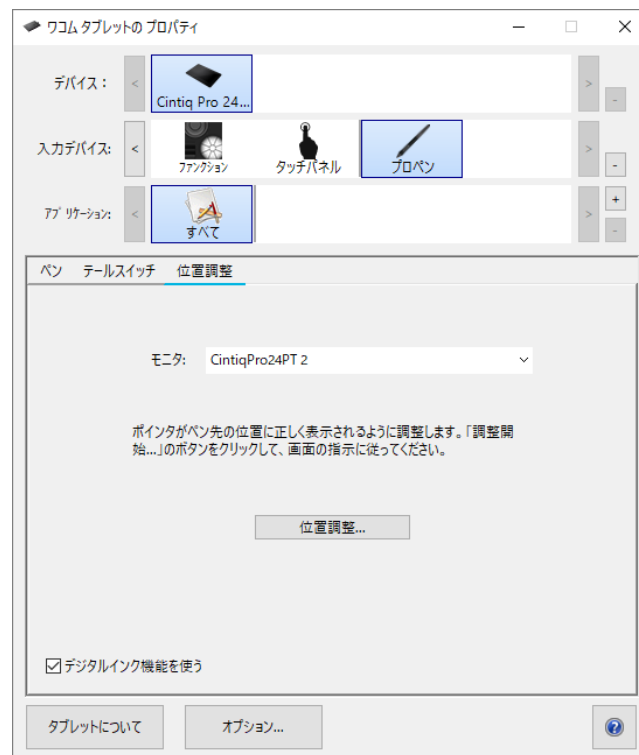 ワコム タブレットの プロパティ
デバイス：
Cintiq Pro 24...
入力デバイス:
ファンクション
タッチパネル
プロペン
アプリケーション:
すべて
ペン
テールスイッチ
位置調整
モニタ:
CintiqPro24PT 2
ポインタがペン先の位置に正しく表示されるように調整します。「調整開
始...」のボタンをクリックして、画面の指示に従ってください。
位置調整...
デジタルインク機能を使う
タブレットについて
オプション...